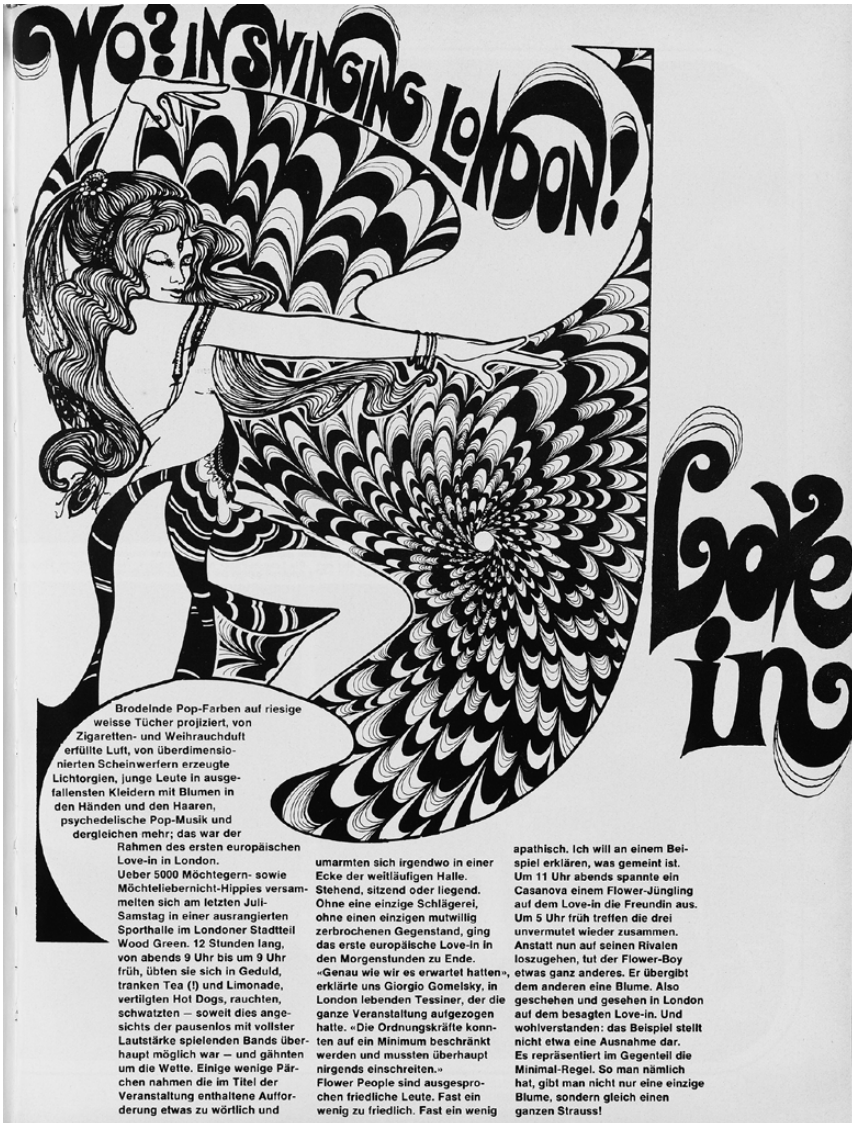 WO? IN SWINGING LONDON!
Love
in
Brodelnde Pop-Farben auf riesige
weisse Tücher projiziert, von
Zigaretten- und Weihrauchduft
erfüllte Luft, von überdimensio-
nierten Scheinwerfern erzeugte
Lichtorgien, junge Leute in ausge-
fallensten Kleidern mit Blumen in
den Händen und den Haaren,
psychedelische Pop-Musik und
dergleichen mehr; das war der
Rahmen des ersten europäischen
Love-in in London.
Ueber 5000 Möchtegern- sowie
Möchteliebernicht-Hippies versam-
melten sich am letzten Juli-
Samstag in einer ausrangierten
Sporthalle im Londoner Stadtteil
Wood Green. 12 Stunden lang,
von abends 9 Uhr bis um 9 Uhr
früh, übten sie sich in Geduld,
tranken Tea (!) und Limonade,
vertilgten Hot Dogs, rauchten,
schwatzten — soweit dies ange-
sichts der pausenlos mit vollster
Lautstärke spielenden Bands über-
haupt möglich war — und gähnten
um die Wette. Einige wenige Pär-
chen nahmen die im Titel der
Veranstaltung enthaltene Auffor-
derung etwas zu wörtlich und
umarmten sich irgendwo in einer
Ecke der weitläufigen Halle.
Stehend, sitzend oder liegend.
Ohne eine einzige Schlägerei,
ohne einen einzigen mutwillig
zerbrochenen Gegenstand, ging
das erste europäische Love-in in
den Morgenstunden zu Ende.
«Genau wie wir es erwartet hatten»,
erklärte uns Giorgio Gomelsky, in
London lebenden Tessiner, der die
ganze Veranstaltung aufgezogen
hatte. «Die Ordnungskräfte konn-
ten auf ein Minimum beschränkt
werden und mussten überhaupt
nirgends einschreiten.»
Flower People sind ausgespro-
chen friedliche Leute. Fast ein
wenig zu friedlich. Fast ein wenig
apathisch. Ich will an einem Bei-
spiel erklären, was gemeint ist.
Um 11 Uhr abends spannte ein
Casanova einem Flower-Jüngling
auf dem Love-in die Freundin aus.
Um 5 Uhr früh treffen die drei
unvermutet wieder zusammen.
Anstatt nun auf seinen Rivalen
loszugehen, tut der Flower-Boy
etwas ganz anderes. Er übergibt
dem anderen eine Blume. Also
geschehen und gesehen in London
auf dem besagten Love-in. Und
wohlverstanden: das Beispiel stellt
nicht etwa eine Ausnahme dar.
Es repräsentiert im Gegenteil die
Minimal-Regel. So man nämlich
hat, gibt man nicht nur eine einzige
Blume, sondern gleich einen
ganzen Strauss!